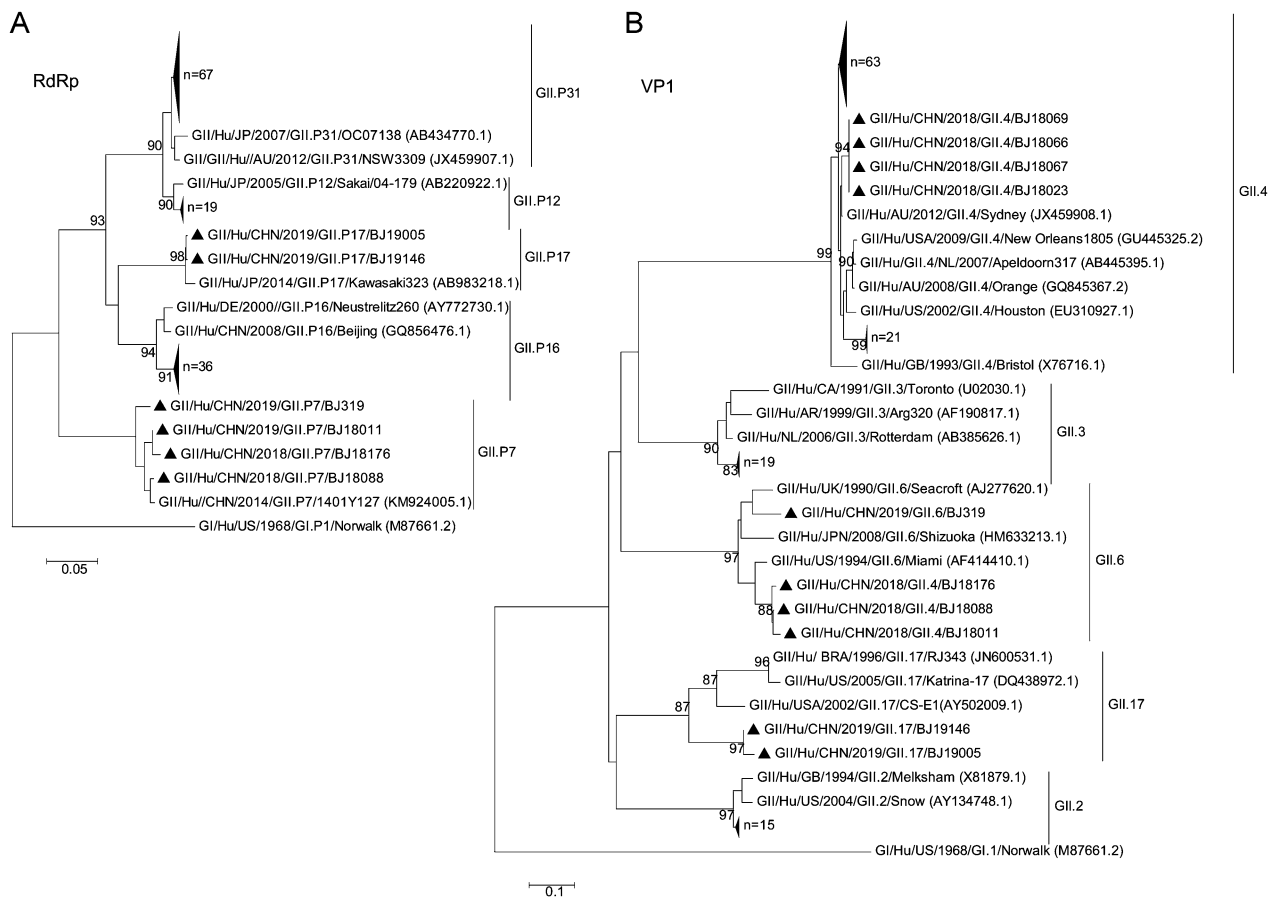 A
RdRp
n=67
GII/Hu/JP/2007/GII.P31/OC07138 (AB434770.1)
GII/GII/Hu//AU/2012/GII.P31/NSW3309 (JX459907.1)
GII.P31
90
GII/Hu/JP/2005/GII.P12/Sakai/04-179 (AB220922.1)
n=19
90
GII.P12
93
GII/Hu/CHN/2019/GII.P17/BJ19005
GII/Hu/CHN/2019/GII.P17/BJ19146
98
GII/Hu/JP/2014/GII.P17/Kawasaki323 (AB983218.1)
GII.P17
GII/Hu/DE/2000//GII.P16/Neustrelitz260 (AY772730.1)
GII/Hu/CHN/2008/GII.P16/Beijing (GQ856476.1)
94
n=36
91
GII.P16
GII/Hu/CHN/2019/GII.P7/BJ319
GII/Hu/CHN/2019/GII.P7/BJ18011
GII/Hu/CHN/2018/GII.P7/BJ18176
GII/Hu/CHN/2018/GII.P7/BJ18088
GII/Hu//CHN/2014/GII.P7/1401Y127 (KM924005.1)
GII.P7
GI/Hu/US/1968/GI.P1/Norwalk (M87661.2)
0.05
B
VP1
n=63
GII/Hu/CHN/2018/GII.4/BJ18069
GII/Hu/CHN/2018/GII.4/BJ18066
94
GII/Hu/CHN/2018/GII.4/BJ18067
GII/Hu/CHN/2018/GII.4/BJ18023
GII/Hu/AU/2012/GII.4/Sydney (JX459908.1)
GII/Hu/USA/2009/GII.4/New Orleans1805 (GU445325.2)
99
90
GII/Hu/GII.4/NL/2007/Apeldoorn317 (AB445395.1)
GII/Hu/AU/2008/GII.4/Orange (GQ845367.2)
GII/Hu/US/2002/GII.4/Houston (EU310927.1)
n=21
99
GII/Hu/GB/1993/GII.4/Bristol (X76716.1)
GII.4
GII/Hu/CA/1991/GII.3/Toronto (U02030.1)
GII/Hu/AR/1999/GII.3/Arg320 (AF190817.1)
GII/Hu/NL/2006/GII.3/Rotterdam (AB385626.1)
90
n=19
83
GII.3
GII/Hu/UK/1990/GII.6/Seacroft (AJ277620.1)
GII/Hu/CHN/2019/GII.6/BJ319
GII/Hu/JPN/2008/GII.6/Shizuoka (HM633213.1)
97
GII/Hu/US/1994/GII.6/Miami (AF414410.1)
GII/Hu/CHN/2018/GII.4/BJ18176
88
GII/Hu/CHN/2018/GII.4/BJ18088
GII/Hu/CHN/2018/GII.4/BJ18011
GII.6
96
GII/Hu/ BRA/1996/GII.17/RJ343 (JN600531.1)
87
GII/Hu/US/2005/GII.17/Katrina-17 (DQ438972.1)
87
GII/Hu/USA/2002/GII.17/CS-E1(AY502009.1)
GII/Hu/CHN/2019/GII.17/BJ19146
97
GII/Hu/CHN/2019/GII.17/BJ19005
GII.17
GII/Hu/GB/1994/GII.2/Melksham (X81879.1)
GII/Hu/US/2004/GII.2/Snow (AY134748.1)
97
n=15
GII.2
GI/Hu/US/1968/GI.1/Norwalk (M87661.2)
0.1